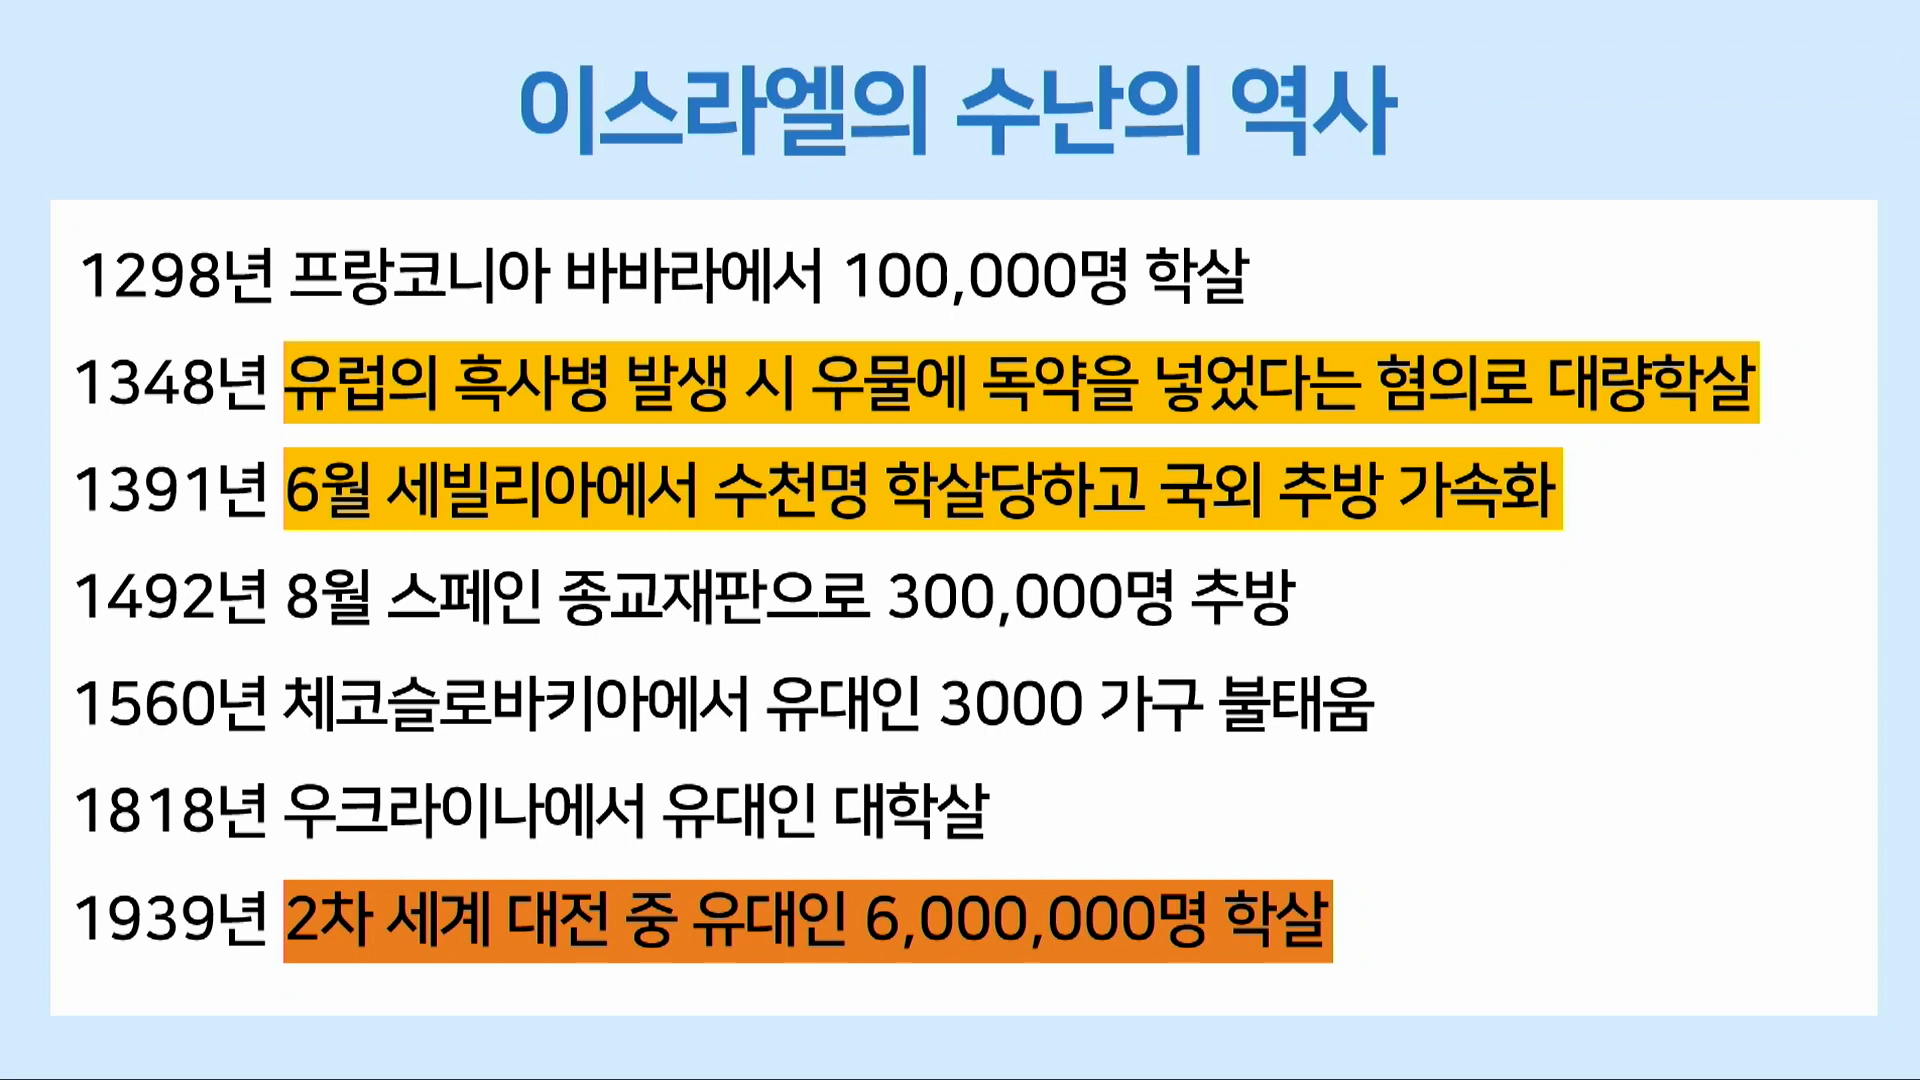 이스라엘의 수난의 역사
1298년 프랑코니아 바바라에서 100,000명 학살
1348년 유럽의 흑사병 발생 시 우물에 독약을 넣었다는 혐의로 대량학살
1391년 6월 세빌리아에서 수천명 학살당하고 국외 추방 가속화
1492년 8월 스페인 종교재판으로 300,000명 추방
1560년 체코슬로바키아에서 유대인 3000 가구 불태움
1818년 우크라이나에서 유대인 대학살
1939년 2차 세계 대전 중 유대인 6,000,000명 학살